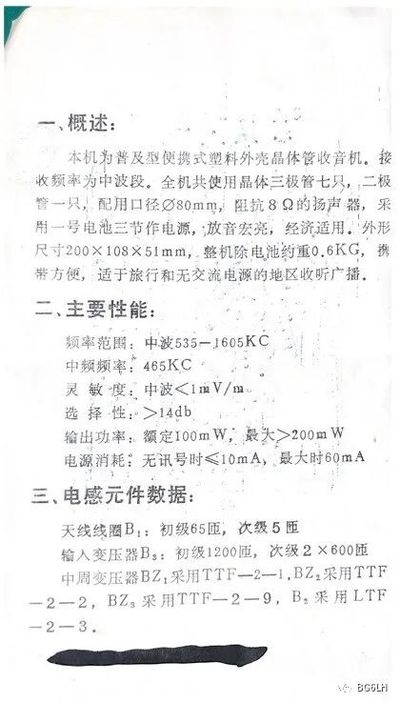 一、概述：
本机为普及型便携式塑料外壳晶体管收音机。接
收频率为中波段。全机共使用晶体三极管七只，二极
管一只，配用口径Ø80mm，阻抗8Ω的扬声器，采
用一号电池三节作电源，放音宏亮，经济适用。外形
尺寸200×108×51mm，整机除电池约重0.6KG，携
带方便，适于旅行和无交流电源的地区收听广播。
二、主要性能：
频率范围：中波535—1605KC
中频频率：465KC
灵敏度：中波<1mV/m
选择性：>14db
输出功率：额定100mW，最大>200mW
电源消耗：无讯号时≤10mA，最大时60mA
三、电感元件数据：
天线线圈B₁：初级65匝，次级5匝
输入变压器B₃：初级1200匝，次级2×600匝
中周变压器BZ₁采用TTF—2—1，BZ₂采用TTF
—2—2，BZ₃采用TTF—2—9，B₂采用LTF
—2—3。
BG6LH